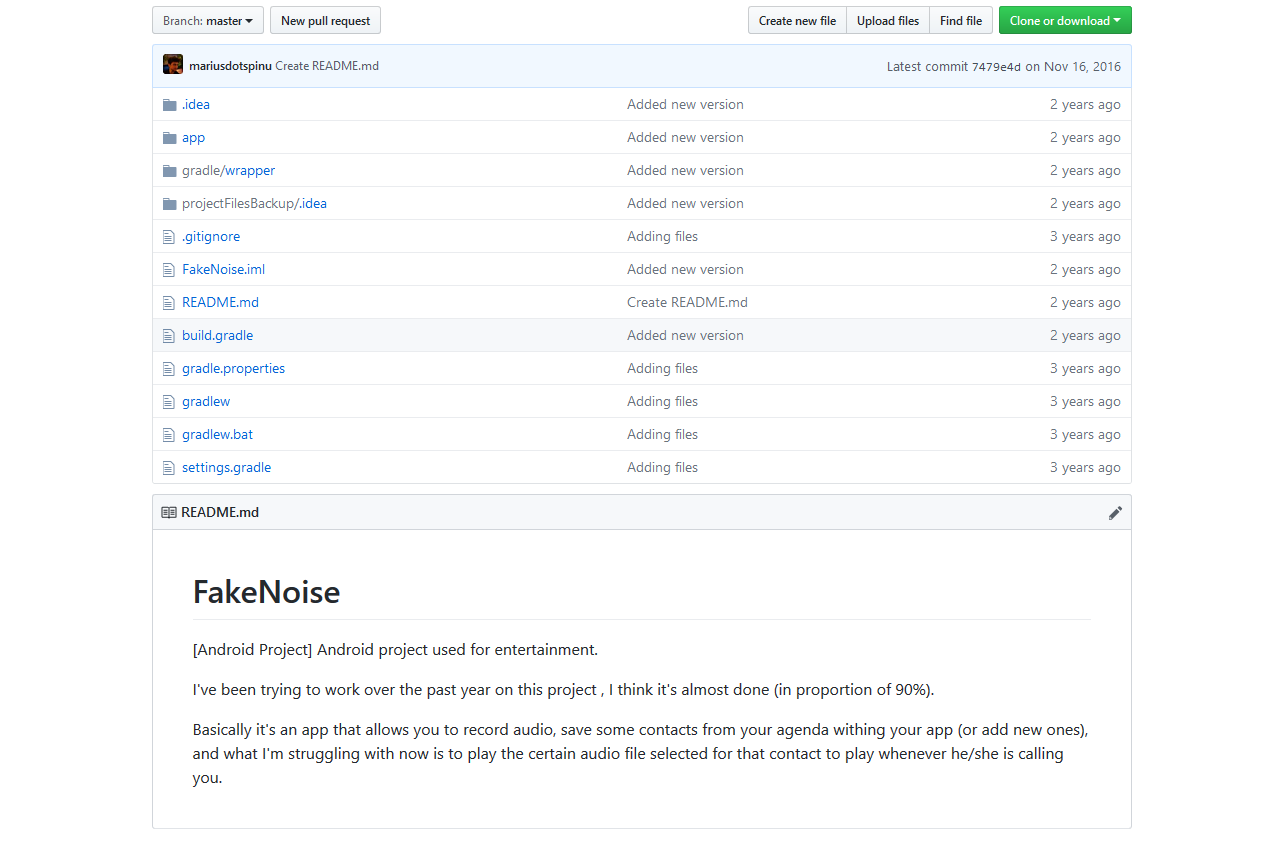 Branch: master New pull request Create new file Upload files Find file Clone or download
mariusdotspinu Create README.md Latest commit 7479e4d on Nov 16, 2016
.idea Added new version 2 years ago
app Added new version 2 years ago
gradle/wrapper Added new version 2 years ago
projectFilesBackup/.idea Added new version 2 years ago
.gitignore Adding files 3 years ago
FakeNoise.iml Added new version 2 years ago
README.md Create README.md 2 years ago
build.gradle Added new version 2 years ago
gradle.properties Adding files 3 years ago
gradlew Adding files 3 years ago
gradlew.bat Adding files 3 years ago
settings.gradle Adding files 3 years ago
README.md
FakeNoise
[Android Project] Android project used for entertainment.
I've been trying to work over the past year on this project , I think it's almost done (in proportion of 90%).
Basically it's an app that allows you to record audio, save some contacts from your agenda withing your app (or add new ones),
and what I'm struggling with now is to play the certain audio file selected for that contact to play whenever he/she is calling
you.